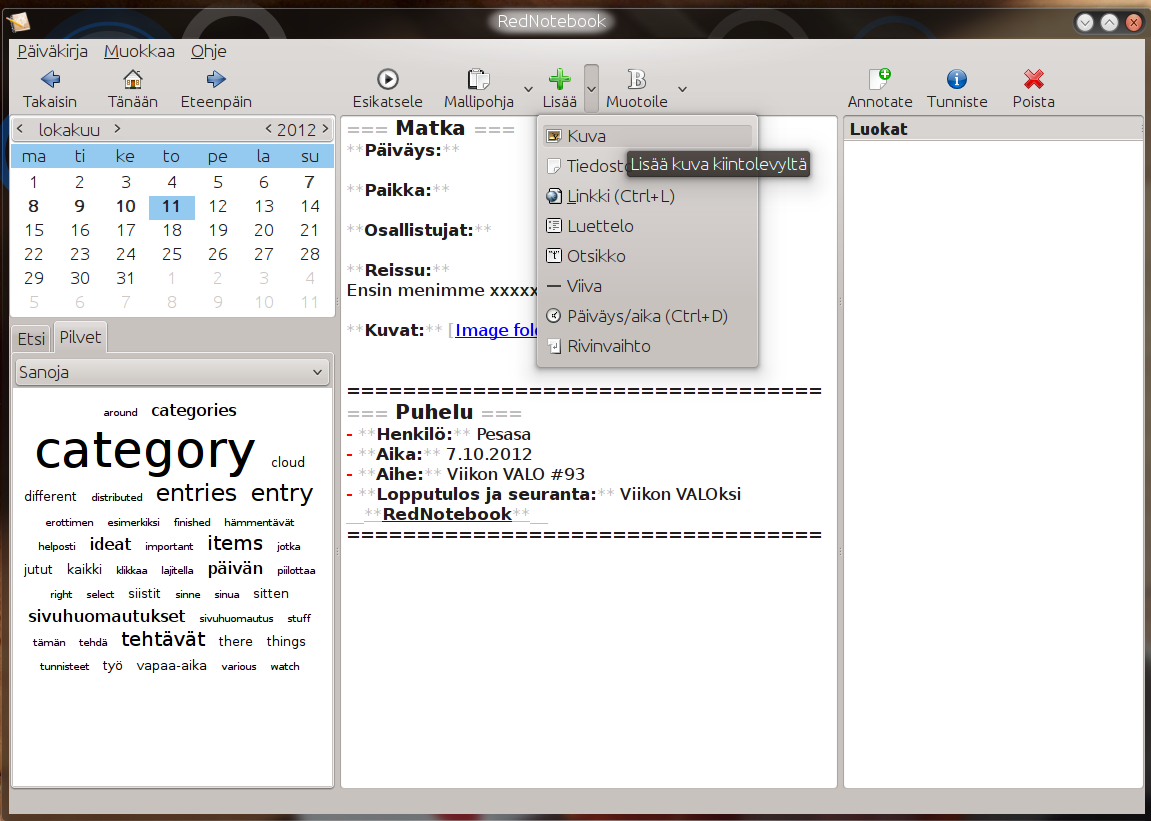 RedNotebook
Päiväkirja Muokkaa Ohje
Takaisin Tänään Eteenpäin Esikatsele Mallipohja Lisää Muotoile Annotate Tunniste Poista
< lokakuu > < 2012 >
ma ti ke to pe la su
1 2 3 4 5 6 7
8 9 10 11 12 13 14
15 16 17 18 19 20 21
22 23 24 25 26 27 28
29 30 31 1 2 3 4
5 6 7 8 9 10 11
Etsi Pilvet
Sanoja
around categories
category cloud
different distributed entries entry
erottimen esimerkiksi finished hämmentävät
helposti ideat important items jotka
jutut kaikki klikkaa lajitella päivän piilottaa
right select siistit sinne sinua sitten
sivuhuomautukset sivuhuomautus stuff
tämän tehdä tehtävät there things
tunnisteet työ vapaa-aika various watch
=== Matka ===
**Päiväys:**
**Paikka:**
**Osallistujat:**
**Reissu:**
Ensin menimme xxxxx
**Kuvat:** [Image fol
==================================
=== Puhelu ===
- **Henkilö:** Pesasa
- **Aika:** 7.10.2012
- **Aihe:** Viikon VALO #93
- **Lopputulos ja seuranta:** Viikon VALOksi
__**RedNotebook**__
==================================
Kuva
Tiedosto
Lisää kuva kiintolevyltä
Linkki (Ctrl+L)
Luettelo
Otsikko
Viiva
Päiväys/aika (Ctrl+D)
Rivinvaihto
Luokat